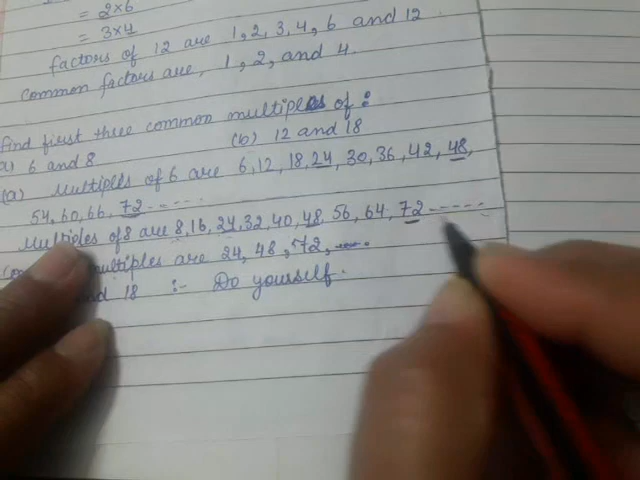 = 2×6
= 3×4
factors of 12 are 1, 2, 3, 4, 6 and 12
common factors are, 1, 2, and 4.
find first three common multiples of :
a) 6 and 8 (b) 12 and 18
(a) Multiples of 6 are 6, 12, 18, 24, 30, 36, 42, 48,
54, 60, 66, 72 ......
Multiples of 8 are 8, 16, 24, 32, 40, 48, 56, 64, 72 ......
multiples are 24, 48, 72,
and 18 :- Do yourself.